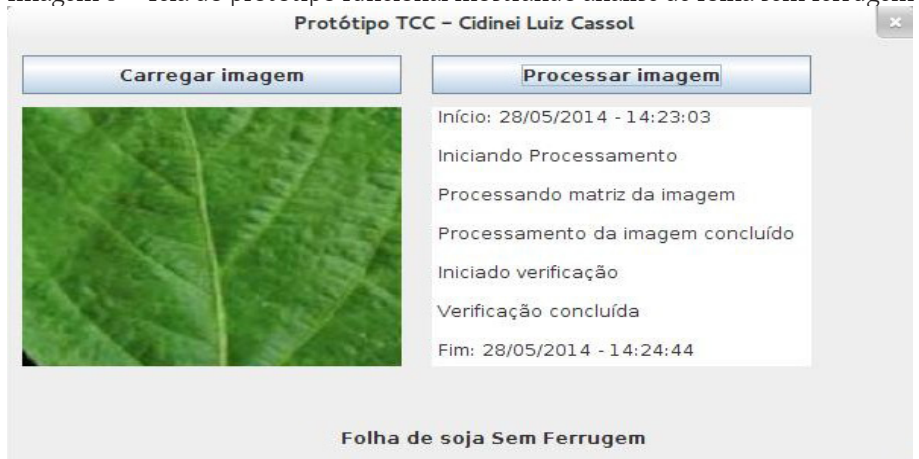 Protótipo TCC - Cidinei Luiz Cassol
Carregar imagem
Processar imagem
Início: 28/05/2014 - 14:23:03
Iniciando Processamento
Processando matriz da imagem
Processamento da imagem concluído
Iniciado verificação
Verificação concluída
Fim: 28/05/2014 - 14:24:44
Folha de soja Sem Ferrugem